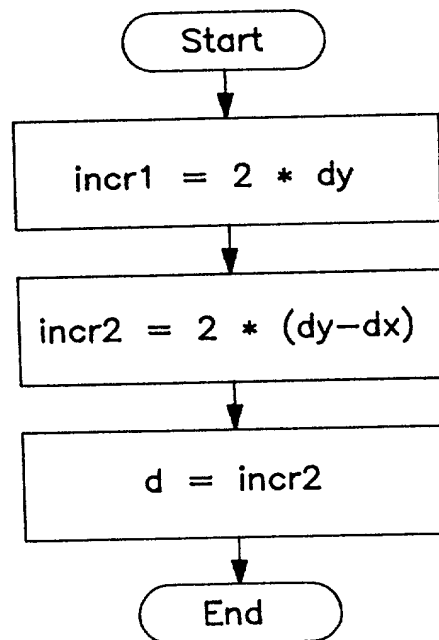 Start
incr1 = 2 * dy
incr2 = 2 * (dy-dx)
d = incr2
End